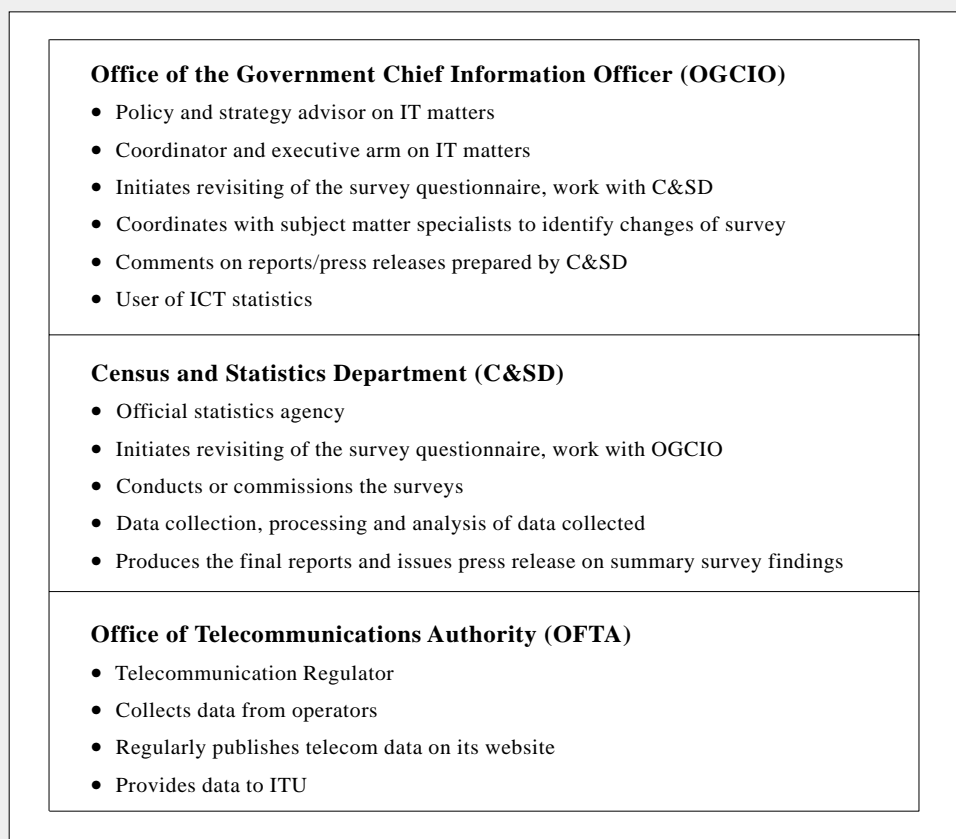 Office of the Government Chief Information Officer (OGCIO)
• Policy and strategy advisor on IT matters
• Coordinator and executive arm on IT matters
• Initiates revisiting of the survey questionnaire, work with C&SD
• Coordinates with subject matter specialists to identify changes of survey
• Comments on reports/press releases prepared by C&SD
• User of ICT statistics
Census and Statistics Department (C&SD)
• Official statistics agency
• Initiates revisiting of the survey questionnaire, work with OGCIO
• Conducts or commissions the surveys
• Data collection, processing and analysis of data collected
• Produces the final reports and issues press release on summary survey findings
Office of Telecommunications Authority (OFTA)
• Telecommunication Regulator
• Collects data from operators
• Regularly publishes telecom data on its website
• Provides data to ITU